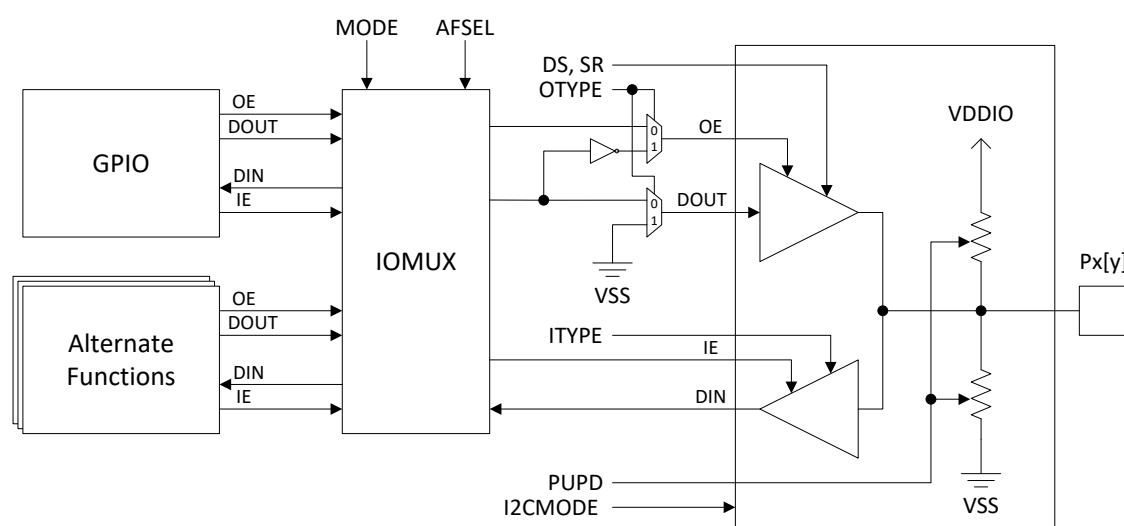 MODE
AFSEL
DS, SR
OTYPE
OE
DOUT
GPIO
DIN
IE
0
1
OE
0
1
DOUT
VSS
VDDIO
Px[y]
IOMUX
OE
DOUT
Alternate
Functions
DIN
IE
ITYPE
IE
DIN
PUPD
I2CMODE
VSS